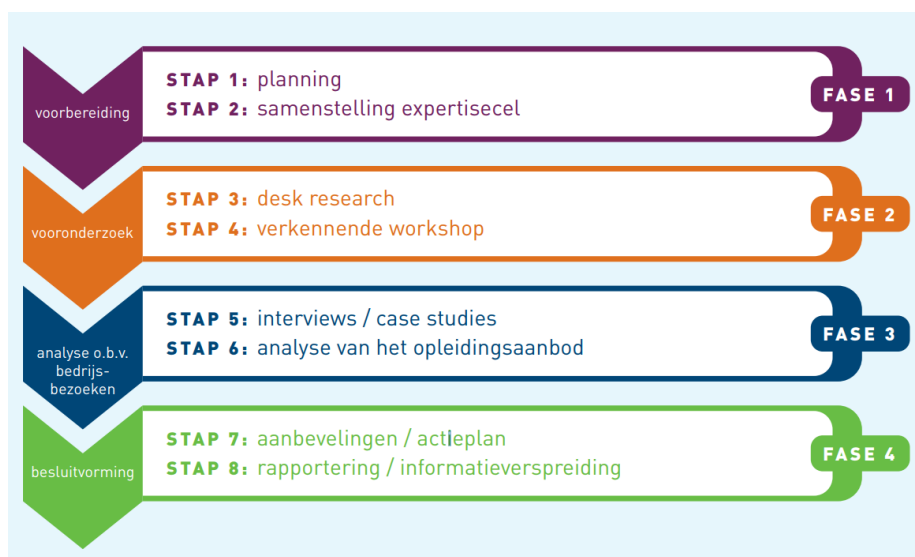 voorbereiding
STAP 1: planning
STAP 2: samenstelling expertisecel
FASE 1
vooronderzoek
STAP 3: desk research
STAP 4: verkennende workshop
FASE 2
analyse o.b.v.
bedrijs-
bezoeken
STAP 5: interviews / case studies
STAP 6: analyse van het opleidingsaanbod
FASE 3
besluitvorming
STAP 7: aanbevelingen / actieplan
STAP 8: rapportering / informatieverspreiding
FASE 4